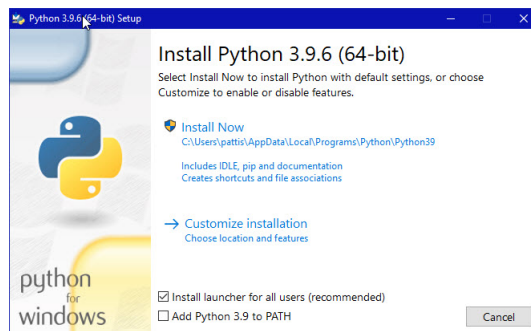 Python 3.9.6 (64-bit) Setup
Install Python 3.9.6 (64-bit)
Select Install Now to install Python with default settings, or choose
Customize to enable or disable features.
Install Now
C:\Users\pattis\AppData\Local\Programs\Python\Python39
Includes IDLE, pip and documentation
Creates shortcuts and file associations
→ Customize installation
Choose location and features
python
for
windows
Install launcher for all users (recommended)
Add Python 3.9 to PATH
Cancel